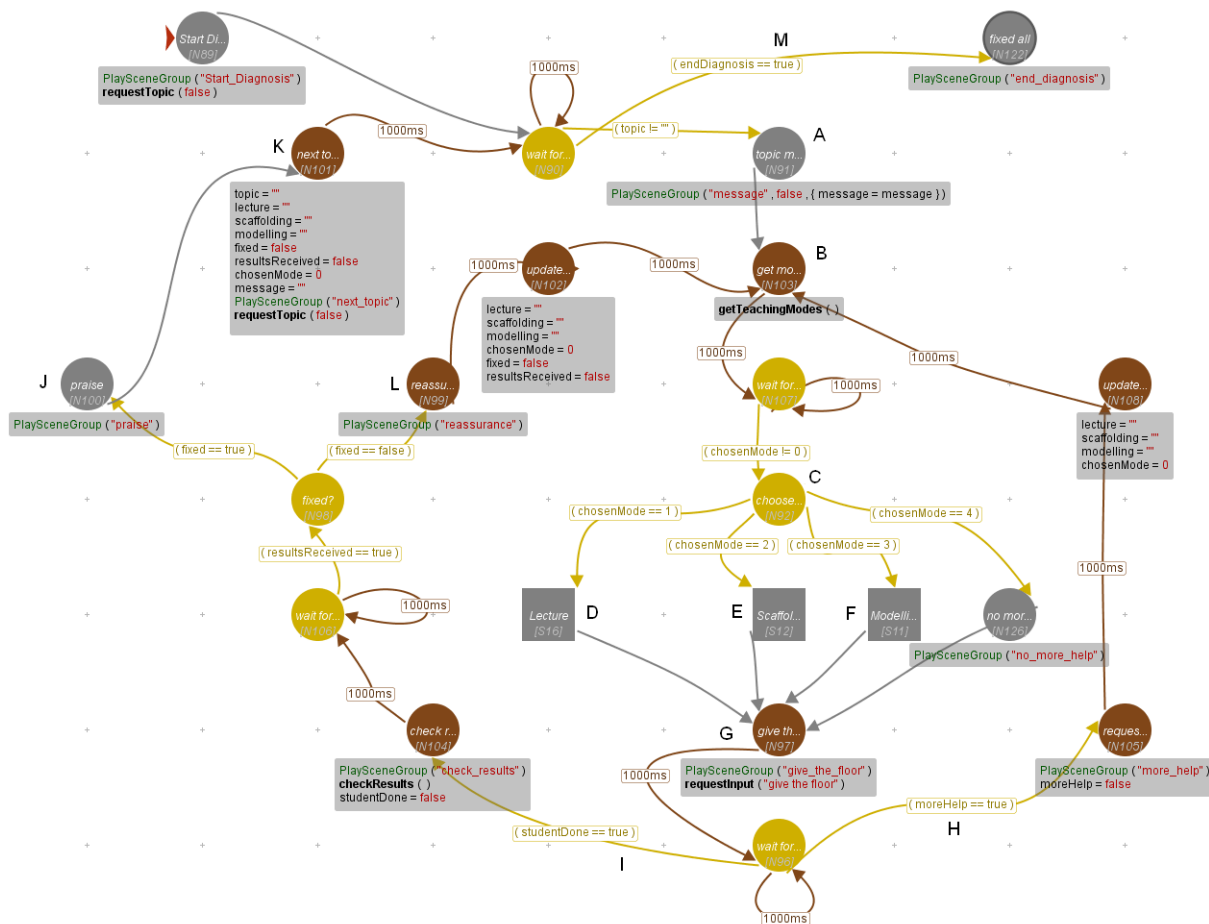 Start Di...
[N89]
PlaySceneGroup ( "Start_Diagnosis" )
requestTopic ( false )
M
fixed all
[N122]
PlaySceneGroup ( "end_diagnosis" )
( endDiagnosis == true )
1000ms
1000ms
( topic != "" )
K
next to...
[N101]
wait for...
[N90]
A
topic m...
[N91]
topic = ""
lecture = ""
scaffolding = ""
modelling = ""
fixed = false
resultsReceived = false
chosenMode = 0
message = ""
PlaySceneGroup ( "next_topic" )
requestTopic ( false )
PlaySceneGroup ( "message" , false , { message = message } )
1000ms
update...
[N102]
1000ms
B
get mo...
[N103]
lecture = ""
scaffolding = ""
modelling = ""
chosenMode = 0
fixed = false
resultsReceived = false
getTeachingModes ( )
1000ms
1000ms
1000ms
J
praise
[N100]
PlaySceneGroup ( "praise" )
L
reassu...
[N99]
PlaySceneGroup ( "reassurance" )
wait for...
[N107]
update...
[N108]
lecture = ""
scaffolding = ""
modelling = ""
chosenMode = 0
( fixed == true )
( fixed == false )
( chosenMode != 0 )
fixed?
[N98]
C
choose...
[N92]
( chosenMode == 1 )
( chosenMode == 2 )
( chosenMode == 3 )
( chosenMode == 4 )
( resultsReceived == true )
1000ms
wait for...
[N106]
1000ms
D
Lecture
[S16]
E
Scaffol...
[S12]
F
Modelli...
[S11]
no mor...
[N126]
PlaySceneGroup ( "no_more_help" )
1000ms
check r...
[N104]
PlaySceneGroup ( "check_results" )
checkResults ( )
studentDone = false
G
give th...
[N97]
PlaySceneGroup ( "give_the_floor" )
requestInput ( "give the floor" )
reques...
[N105]
PlaySceneGroup ( "more_help" )
moreHelp = false
1000ms
( studentDone == true )
( moreHelp == true )
I
H
wait for...
[N96]
1000ms